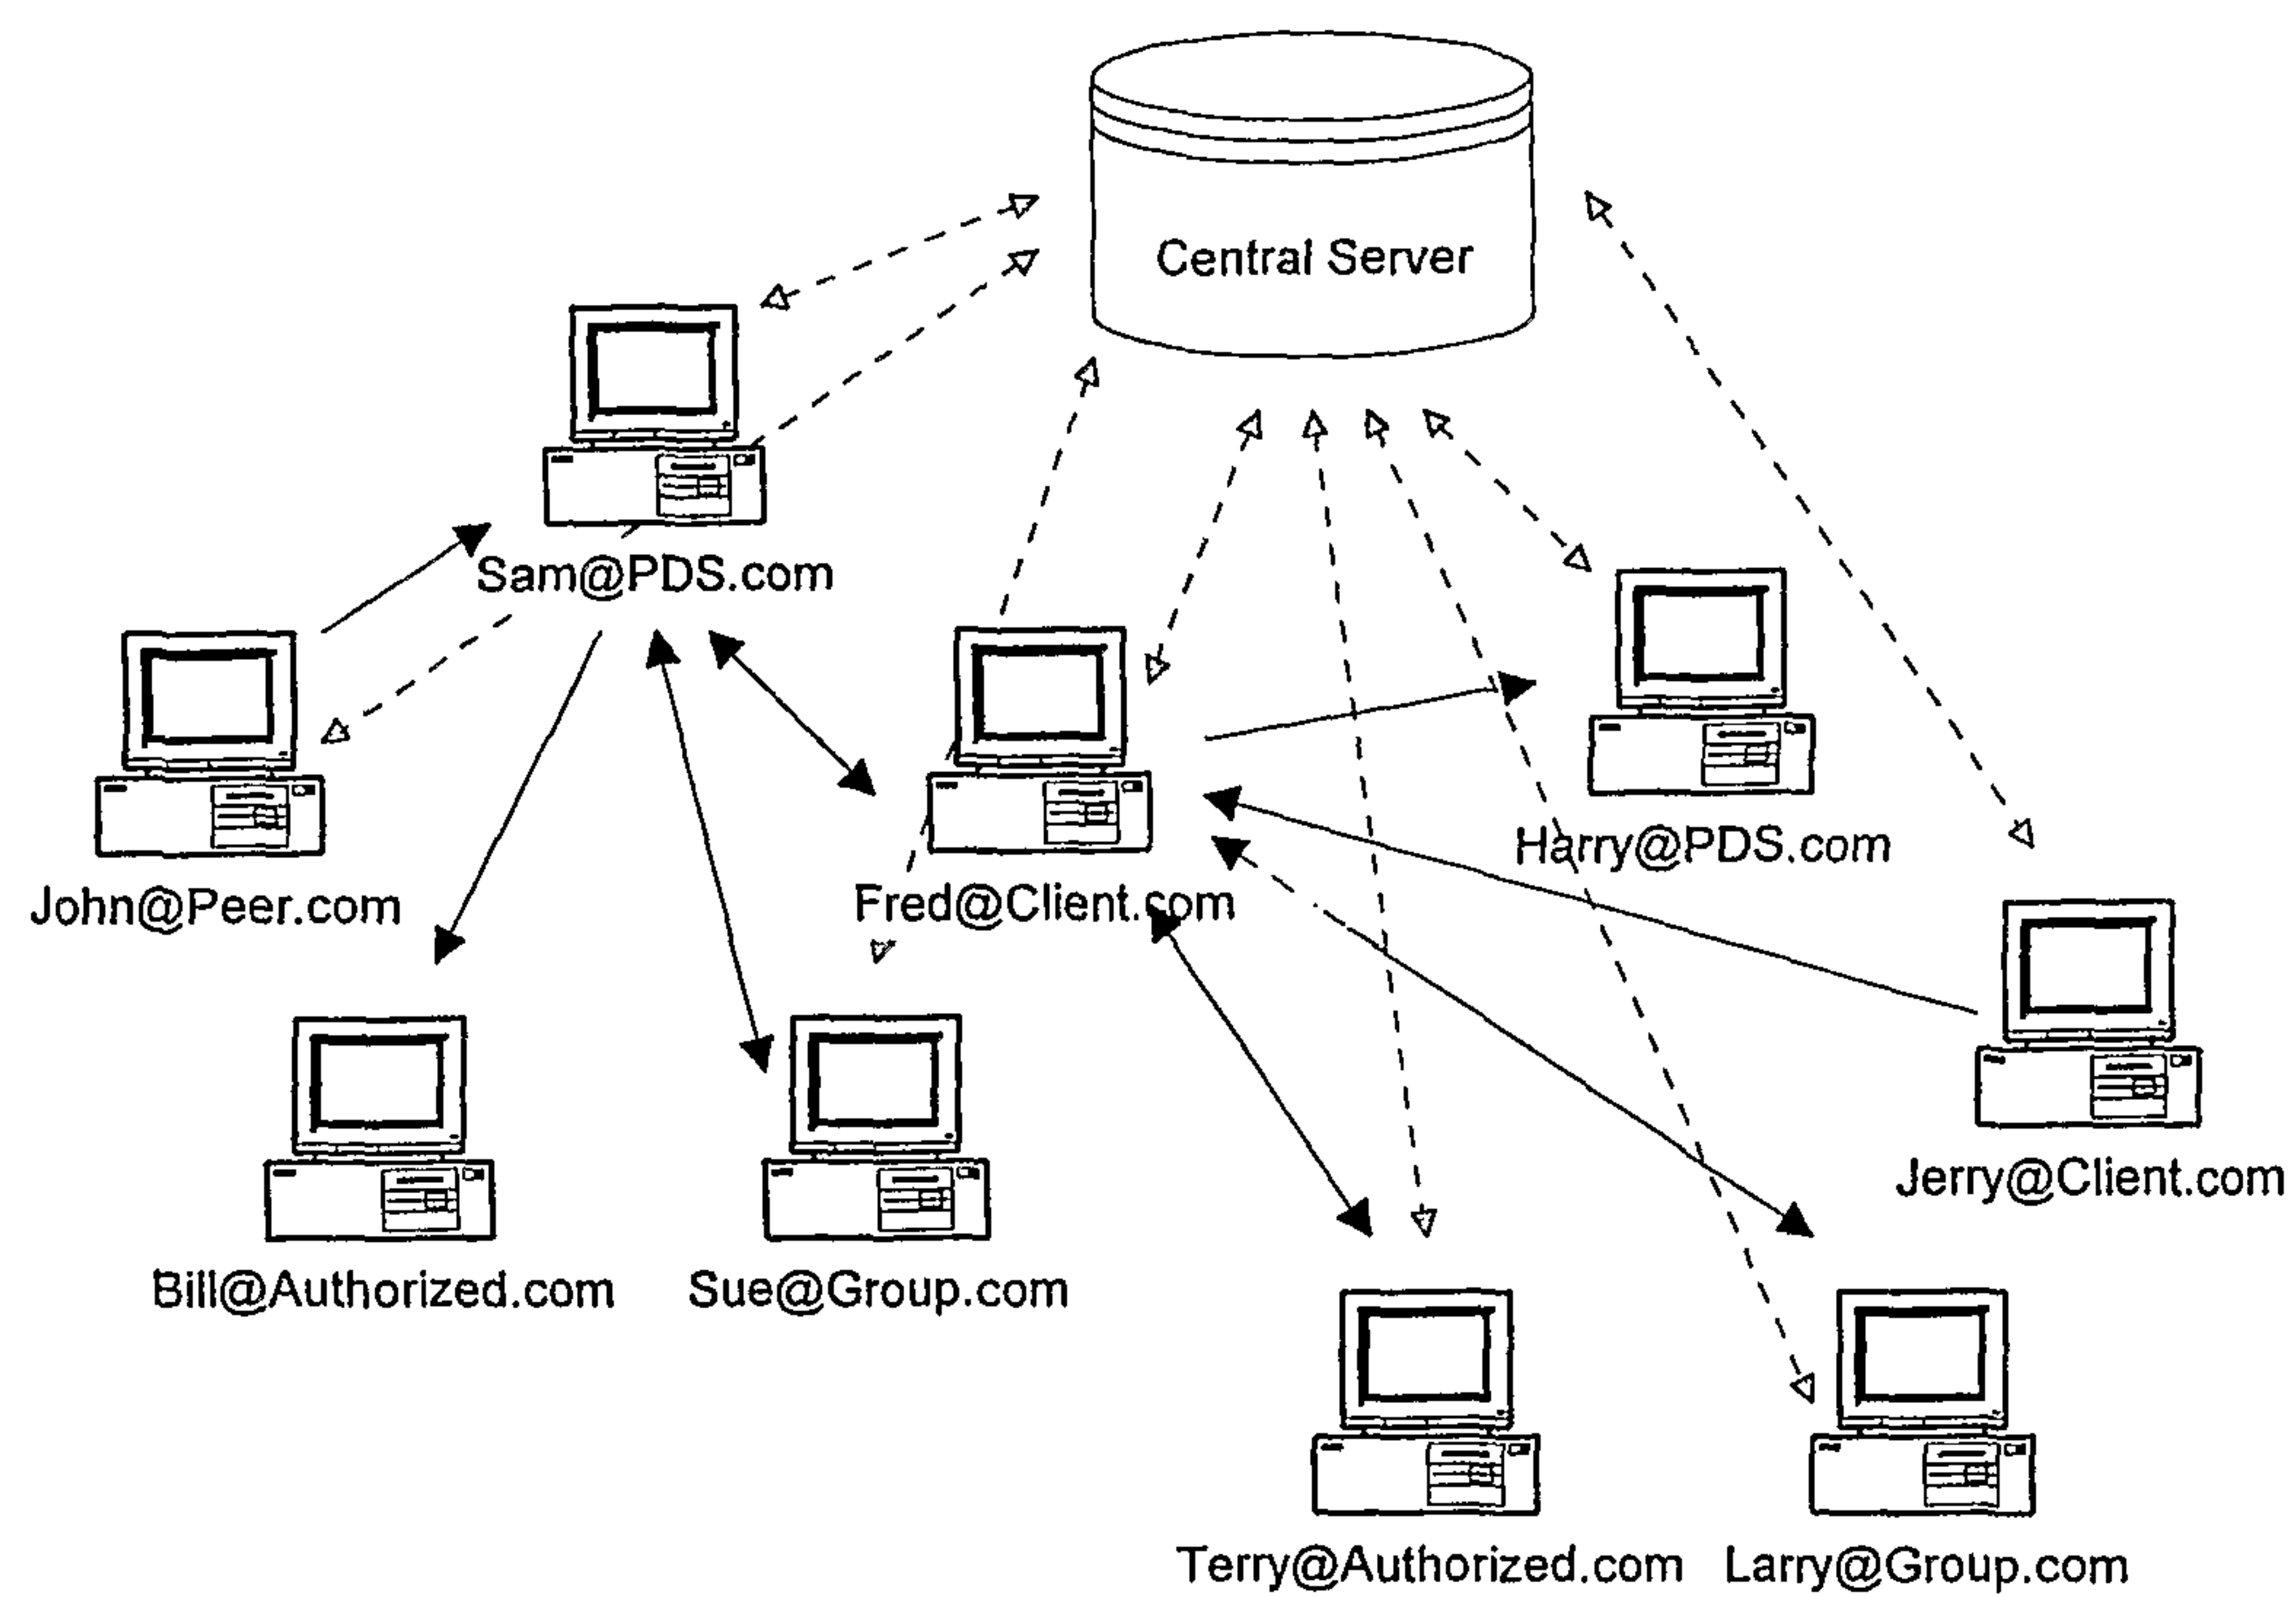 Central Server
Sam@PDS.com
John@Peer.com
Fred@Client.com
Harry@PDS.com
Jerry@Client.com
Bill@Authorized.com
Sue@Group.com
Terry@Authorized.com
Larry@Group.com